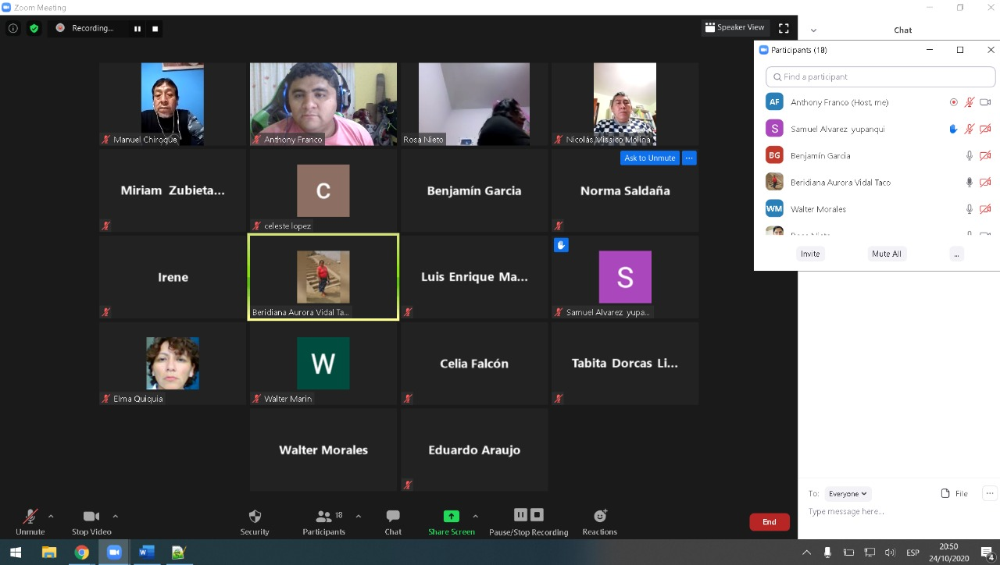 Zoom Meeting
Recording...
Speaker View
Chat
Participants (18)
Find a participant
AF Anthony Franco (Host, me)
S Samuel Alvarez yupanqui
BG Benjamín Garcia
Beridiana Aurora Vidal Taco
WM Walter Morales
Invite
Mute All
...
Manuel Chiroque
Anthony Franco
Rosa Nieto
Nicolás Misaico Molina
Ask to Unmute
...
Miriam Zubieta...
C
celeste lopez
Benjamín Garcia
Norma Saldaña
Irene
Beridiana Aurora Vidal Ta...
Luis Enrique Ma...
S
Samuel Alvarez yupa...
Elma Quiquia
W
Walter Marin
Celia Falcón
Tabita Dorcas Li...
Walter Morales
Eduardo Araujo
To: Everyone
File
...
Type message here...
Unmute
Stop Video
Security
18
Participants
Chat
Share Screen
Pause/Stop Recording
Reactions
End
ESP
20:50
24/10/2020
4